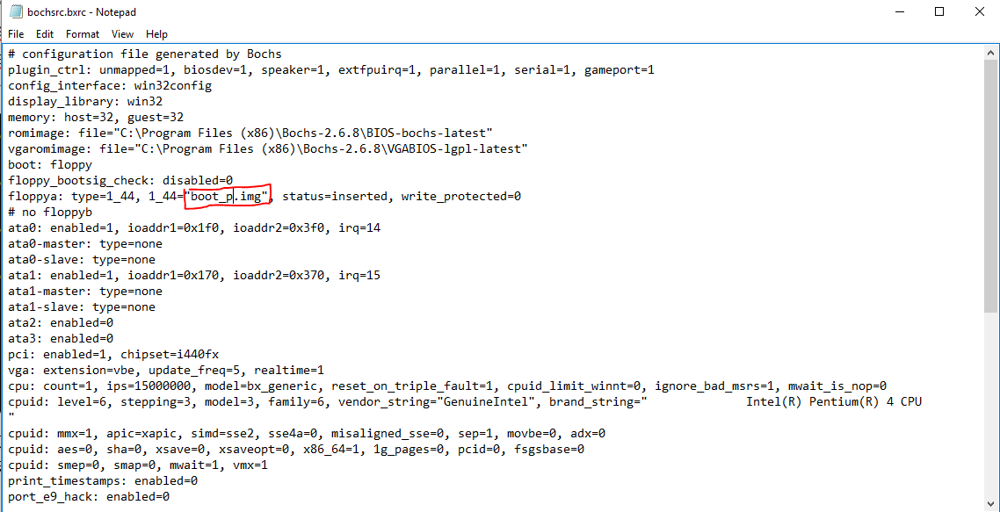 bochsrc.bxrc - Notepad
File Edit Format View Help
# configuration file generated by Bochs
plugin_ctrl: unmapped=1, biosdev=1, speaker=1, extfpuirq=1, parallel=1, serial=1, gameport=1
config_interface: win32config
display_library: win32
memory: host=32, guest=32
romimage: file="C:\Program Files (x86)\Bochs-2.6.8\BIOS-bochs-latest"
vgaromimage: file="C:\Program Files (x86)\Bochs-2.6.8\VGABIOS-lgpl-latest"
boot: floppy
floppy_bootsig_check: disabled=0
floppya: type=1_44, 1_44="boot_p.img", status=inserted, write_protected=0
# no floppyb
ata0: enabled=1, ioaddr1=0x1f0, ioaddr2=0x3f0, irq=14
ata0-master: type=none
ata0-slave: type=none
ata1: enabled=1, ioaddr1=0x170, ioaddr2=0x370, irq=15
ata1-master: type=none
ata1-slave: type=none
ata2: enabled=0
ata3: enabled=0
pci: enabled=1, chipset=i440fx
vga: extension=vbe, update_freq=5, realtime=1
cpu: count=1, ips=15000000, model=bx_generic, reset_on_triple_fault=1, cpuid_limit_winnt=0, ignore_bad_msrs=1, mwait_is_nop=0
cpuid: level=6, stepping=3, model=3, family=6, vendor_string="GenuineIntel", brand_string="              Intel(R) Pentium(R) 4 CPU
"
cpuid: mmx=1, apic=xapic, simd=sse2, sse4a=0, misaligned_sse=0, sep=1, movbe=0, adx=0
cpuid: aes=0, sha=0, xsave=0, xsaveopt=0, x86_64=1, 1g_pages=0, pcid=0, fsgsbase=0
cpuid: smep=0, smap=0, mwait=1, vmx=1
print_timestamps: enabled=0
port_e9_hack: enabled=0